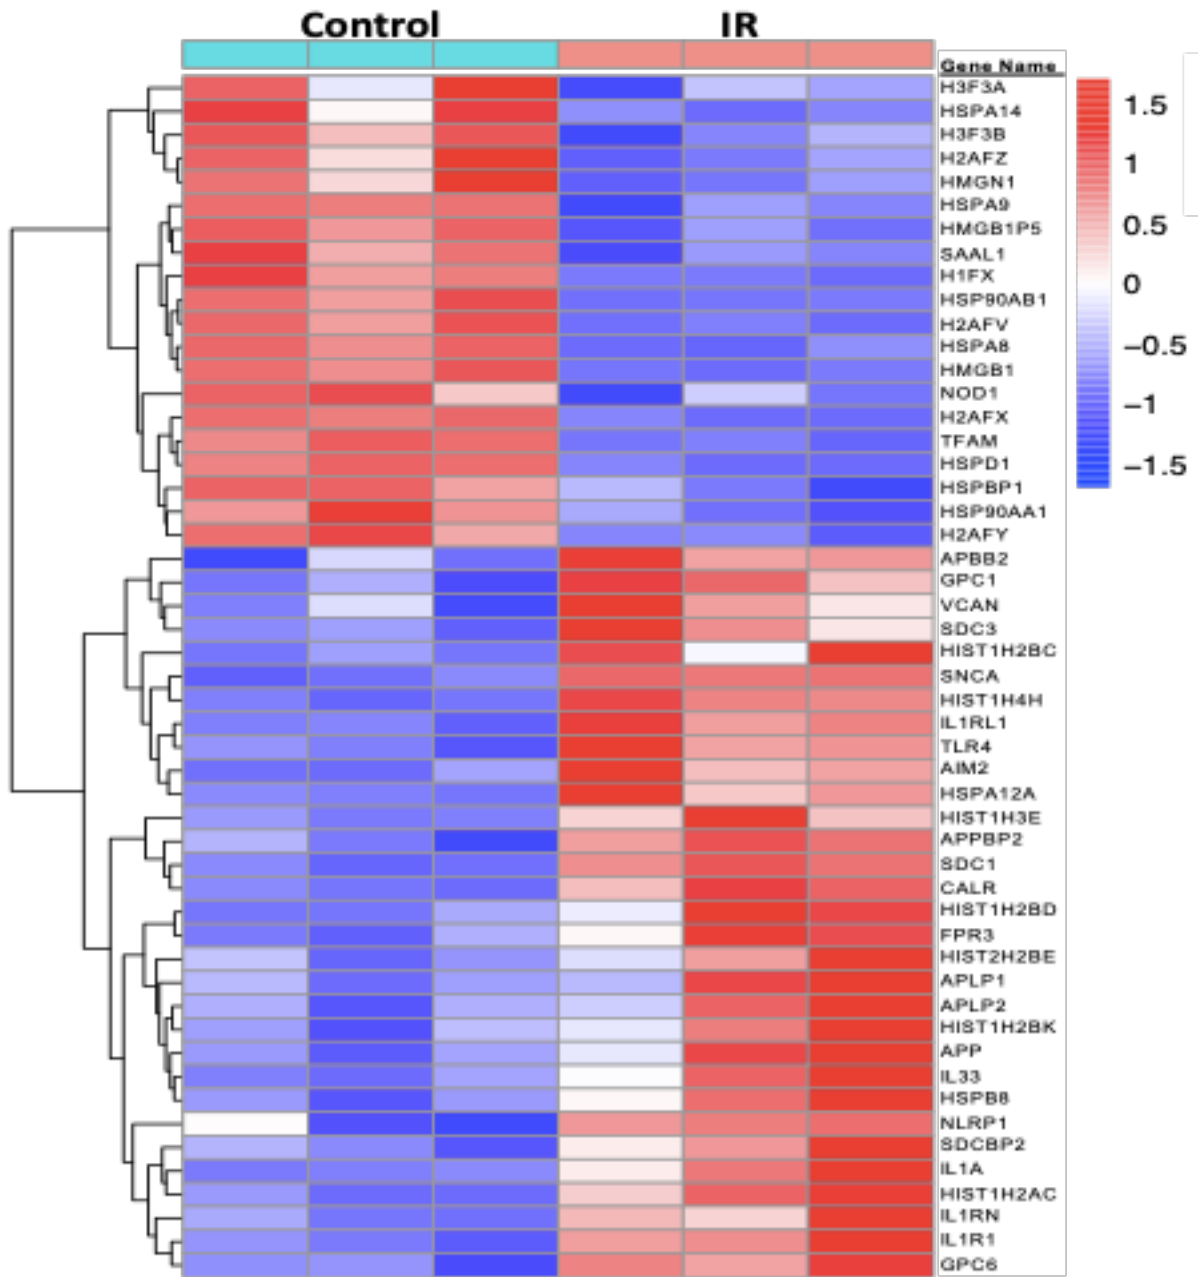 Control IR
Gene Name
H3F3A
HSPA14
H3F3B
H2AFZ
HMGN1
HSPA9
HMGB1P5
SAAL1
H1FX
HSP90AB1
H2AFV
HSPA8
HMGB1
NOD1
H2AFX
TFAM
HSPD1
HSPBP1
HSP90AA1
H2AFY
APBB2
GPC1
VCAN
SDC3
HIST1H2BC
SNCA
HIST1H4H
IL1RL1
TLR4
AIM2
HSPA12A
HIST1H3E
APPBP2
SDC1
CALR
HIST1H2BD
FPR3
HIST2H2BE
APLP1
APLP2
HIST1H2BK
APP
IL33
HSPB8
NLRP1
SDCBP2
IL1A
HIST1H2AC
IL1RN
IL1R1
GPC6
1.5
1
0.5
0
−0.5
−1
−1.5